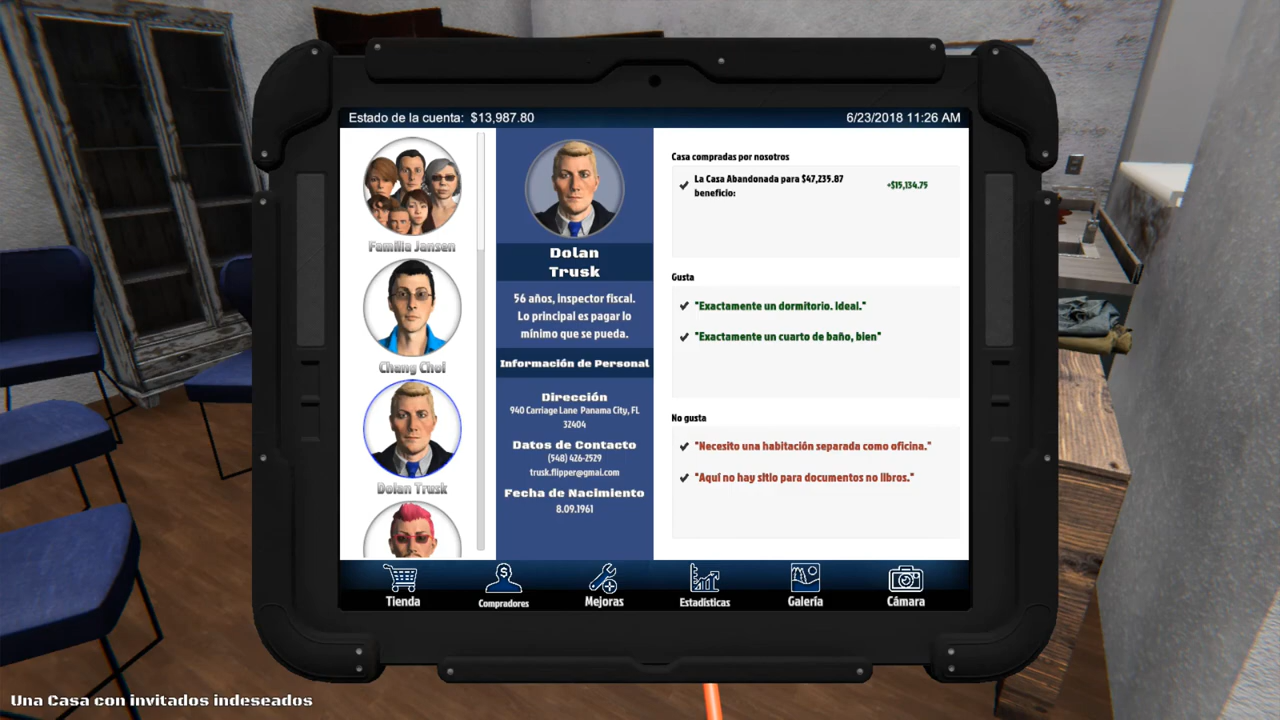 Estado de la cuenta: $13,987.80
6/23/2018 11:26 AM
Familia Jansen
Chang Choi
Dolan Trusk
Dolan
Trusk
56 años, Inspector fiscal.
Lo principal es pagar lo
mínimo que se pueda.
Información de Personal
Dirección
940 Carriage Lane Panama City, FL
32404
Datos de Contacto
(548) 426-2529
trusk.flipper@gmai.com
Fecha de Nacimiento
8.09.1961
Casa compradas por nosotros
La Casa Abandonada para $47,235.87
beneficio:
+$15,134.75
Gusta
"Exactamente un dormitorio. Ideal."
"Exactamente un cuarto de baño, bien"
No gusta
"Necesito una habitación separada como oficina."
"Aquí no hay sitio para documentos no libros."
Tienda
Compradores
Mejoras
Estadísticas
Galería
Cámara
Una Casa con invitados indeseados